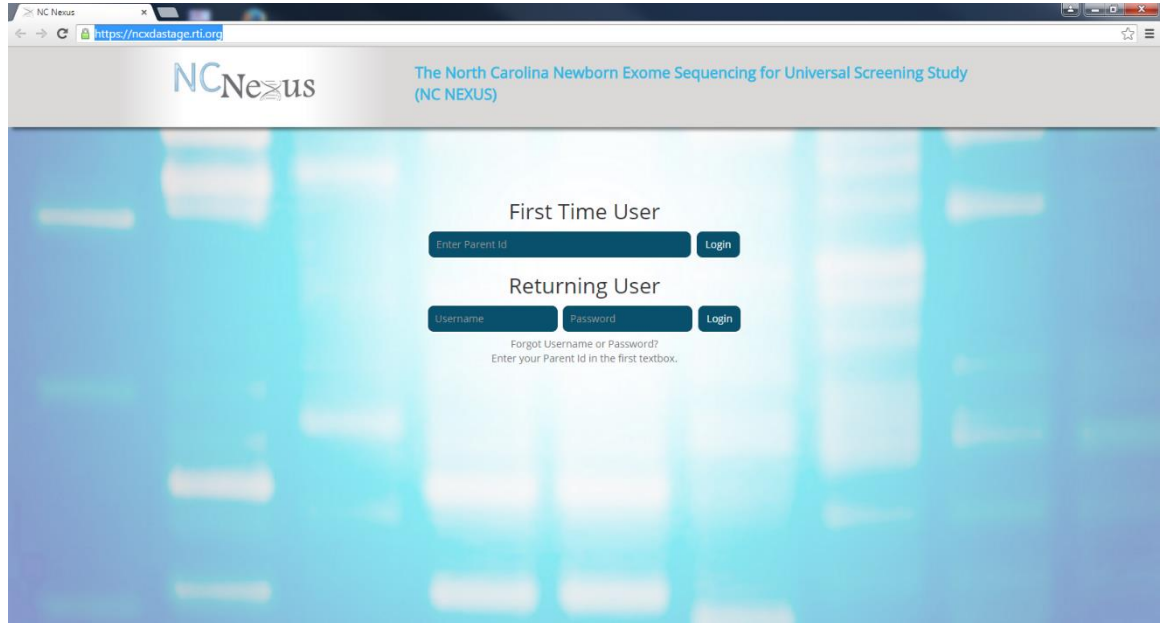 NC Nexus
https://ncxdastage.rti.org
NCNexus
The North Carolina Newborn Exome Sequencing for Universal Screening Study
(NC NEXUS)
First Time User
Enter Parent Id
Login
Returning User
Username
Password
Login
Forgot Username or Password?
Enter your Parent Id in the first textbox.